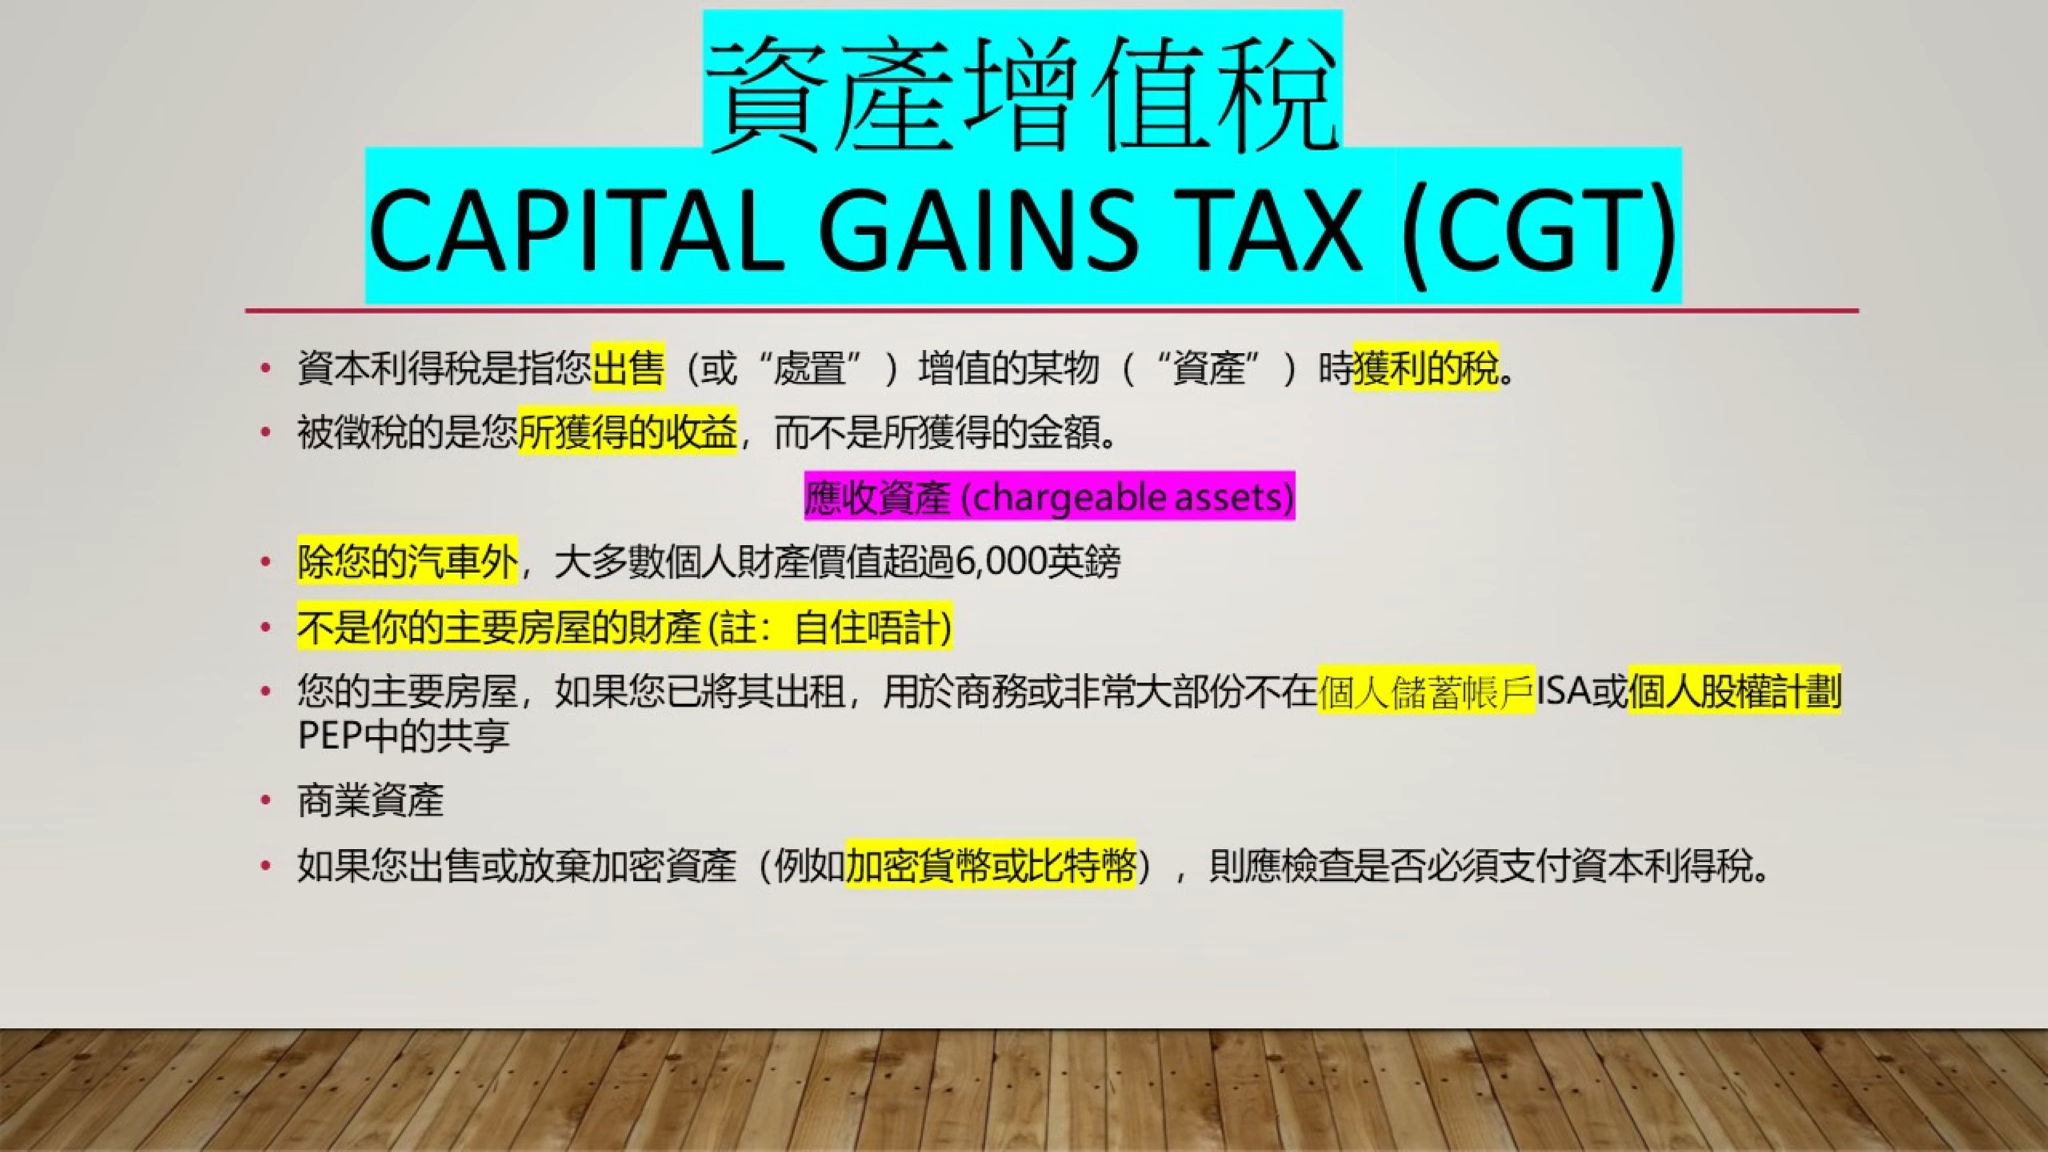 資產增值稅
CAPITAL GAINS TAX (CGT)
• 資本利得稅是指您出售（或“處置”）增值的某物（“資產”）時獲利的稅。
• 被徵稅的是您所獲得的收益，而不是所獲得的金額。
應收資產 (chargeable assets)
• 除您的汽車外，大多數個人財產價值超過6,000英鎊
• 不是你的主要房屋的財產 (註：自住唔計)
• 您的主要房屋，如果您已將其出租，用於商務或非常大部份不在個人儲蓄帳戶ISA或個人股權計劃
PEP中的共享
• 商業資產
• 如果您出售或放棄加密資產（例如加密貨幣或比特幣），則應檢查是否必須支付資本利得稅。